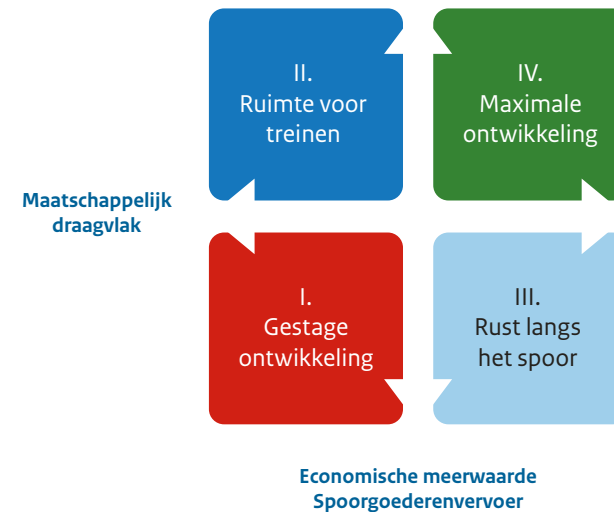 II.
Ruimte voor
treinen
IV.
Maximale
ontwikkeling
Maatschappelijk
draagvlak
I.
Gestage
ontwikkeling
III.
Rust langs
het spoor
Economische meerwaarde
Spoorgoederenvervoer